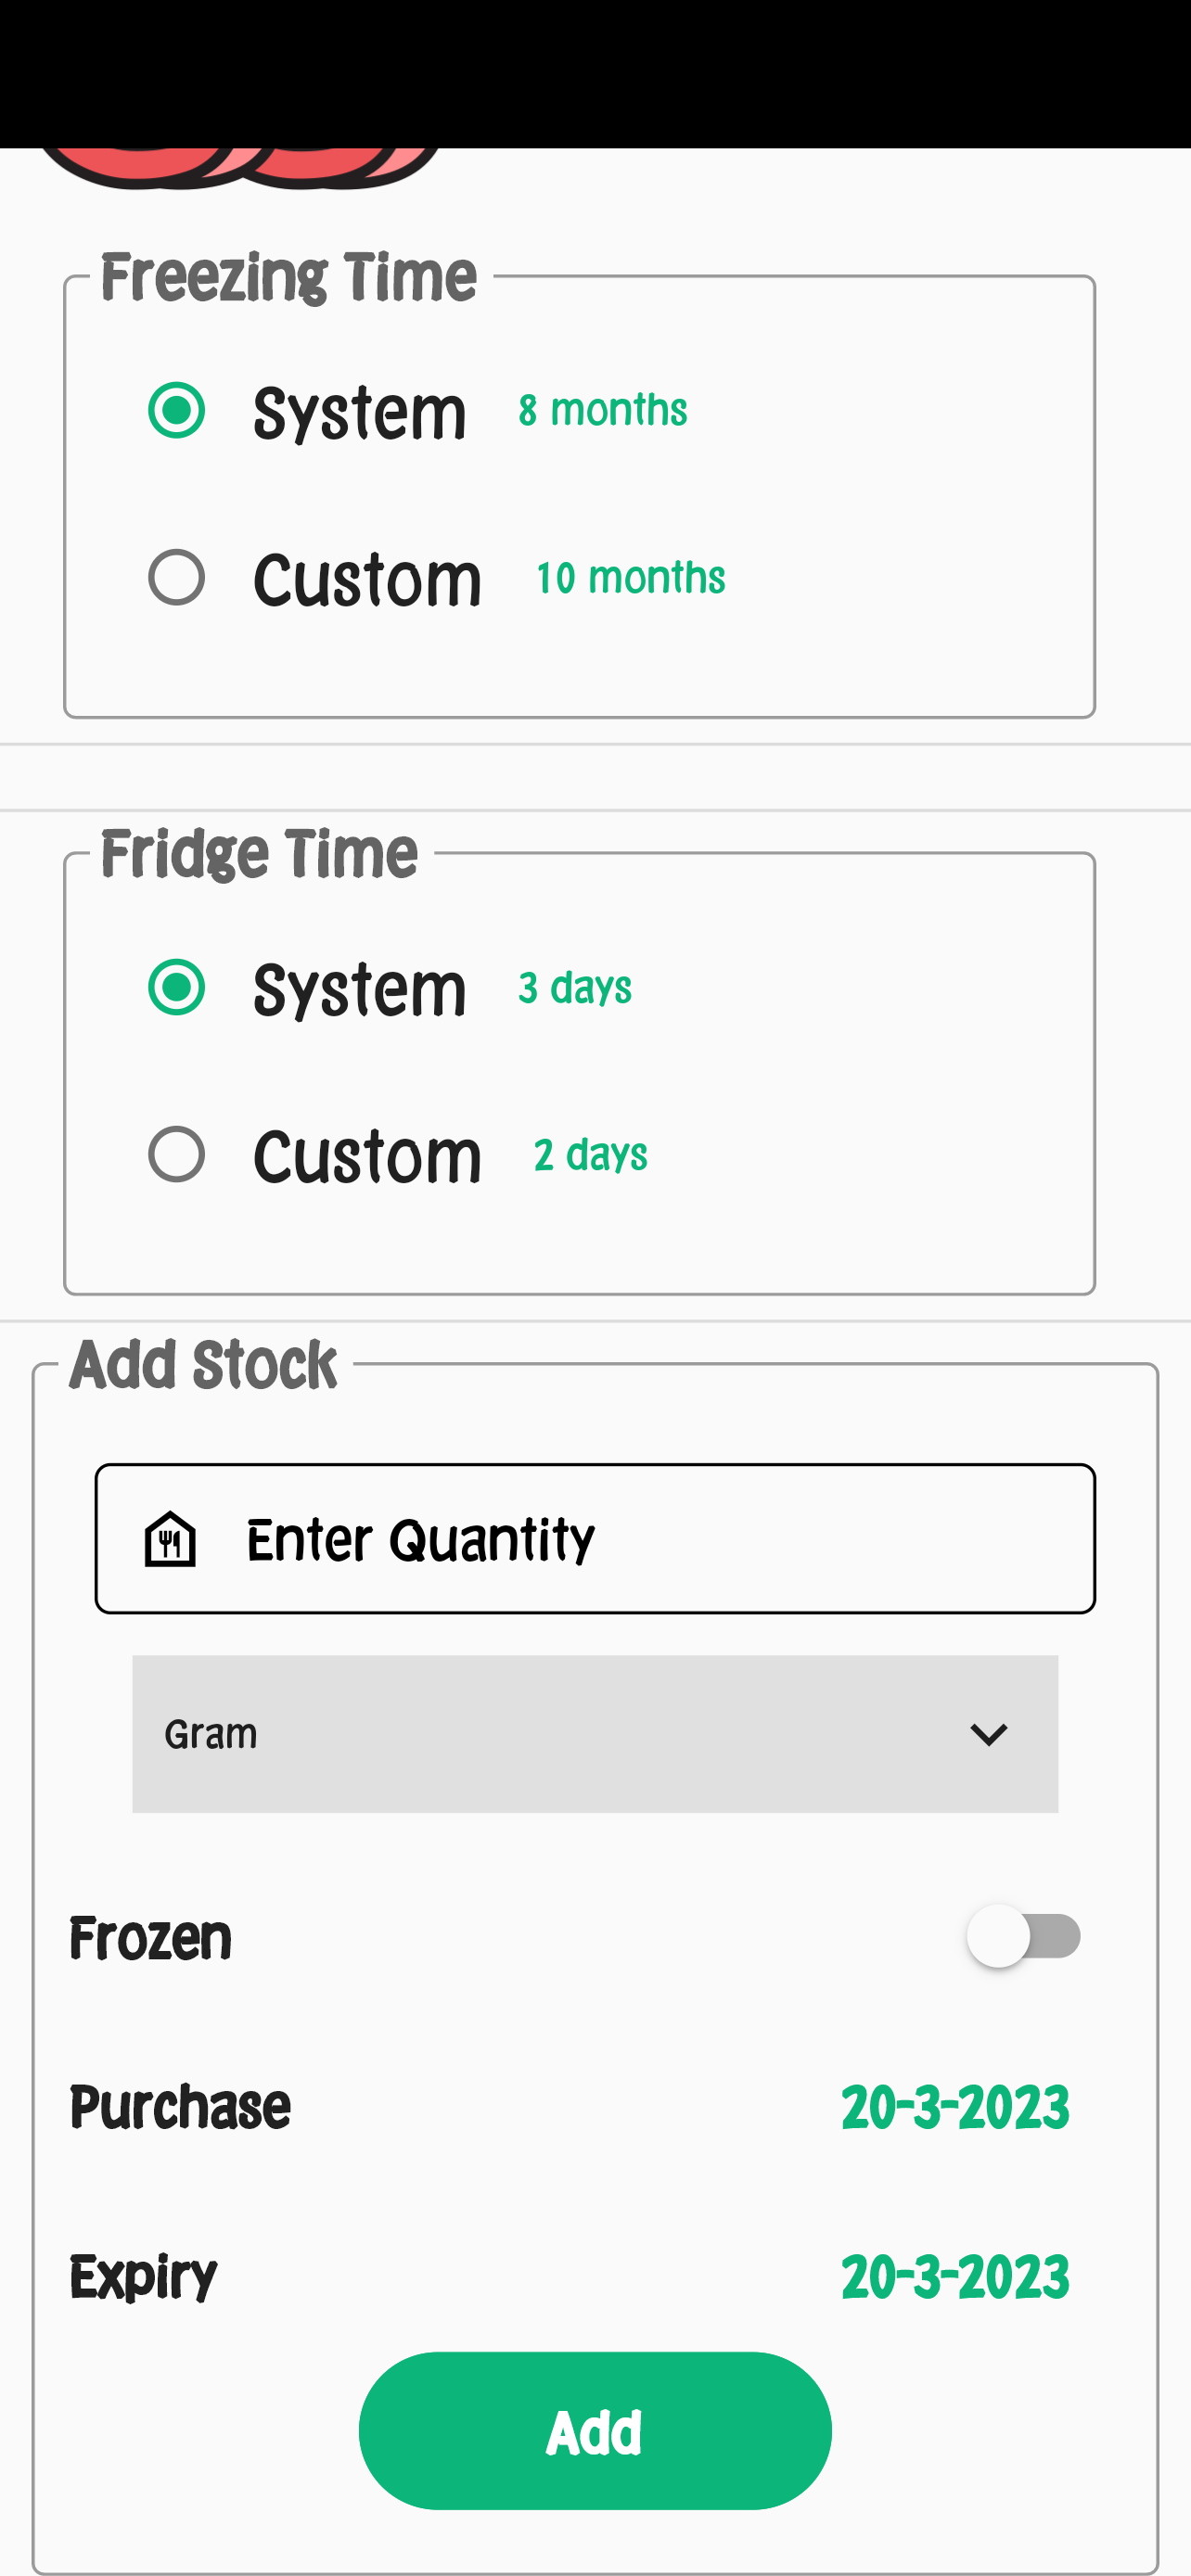 Freezing Time
System 8 months
Custom 10 months
Fridge Time
System 3 days
Custom 2 days
Add Stock
Enter Quantity
Gram
Frozen
Purchase 20-3-2023
Expiry 20-3-2023
Add